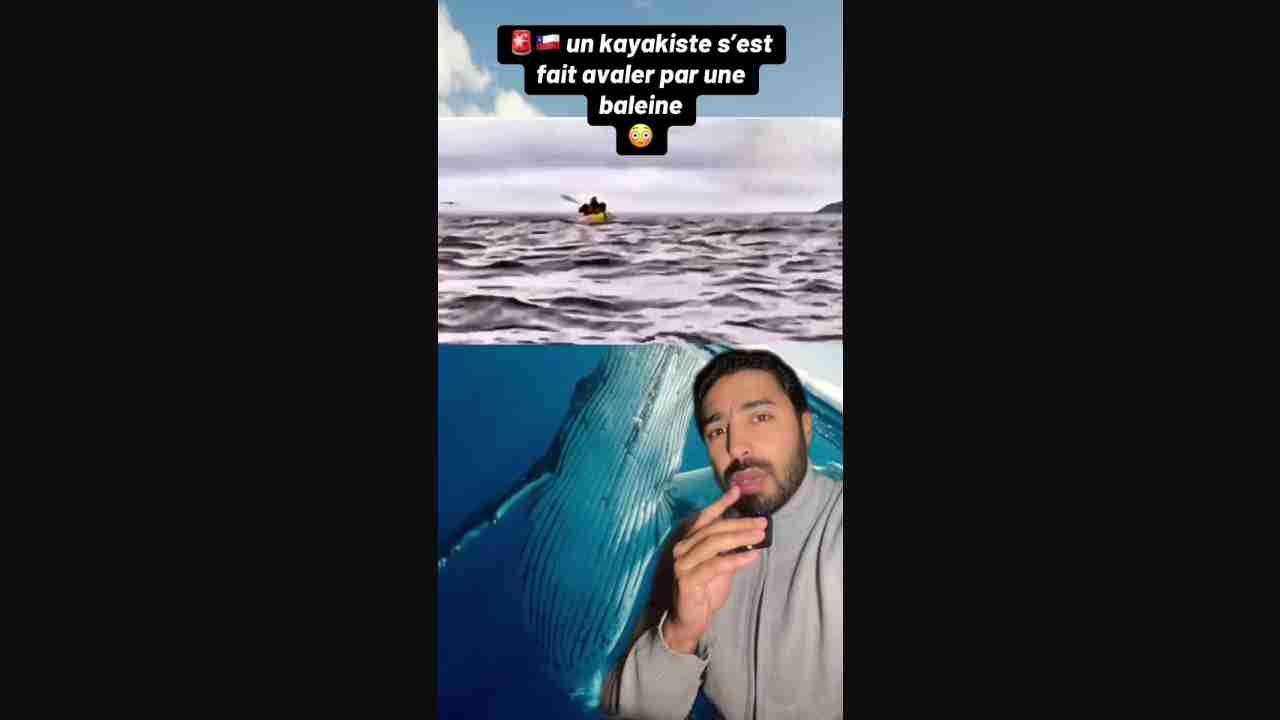 🚨🇨🇱 un kayakiste s’est
fait avaler par une
baleine
😳